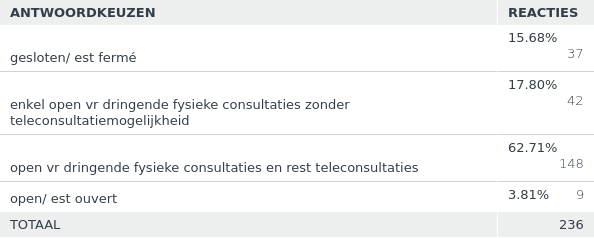 ANTWOORDKEUZEN REACTIES
gesloten/ est fermé 15.68% 37
enkel open vr dringende fysieke consultaties zonder 17.80% 42
teleconsultatiemogelijkheid
open vr dringende fysieke consultaties en rest teleconsultaties 62.71% 148
open/ est ouvert 3.81% 9
TOTAAL 236